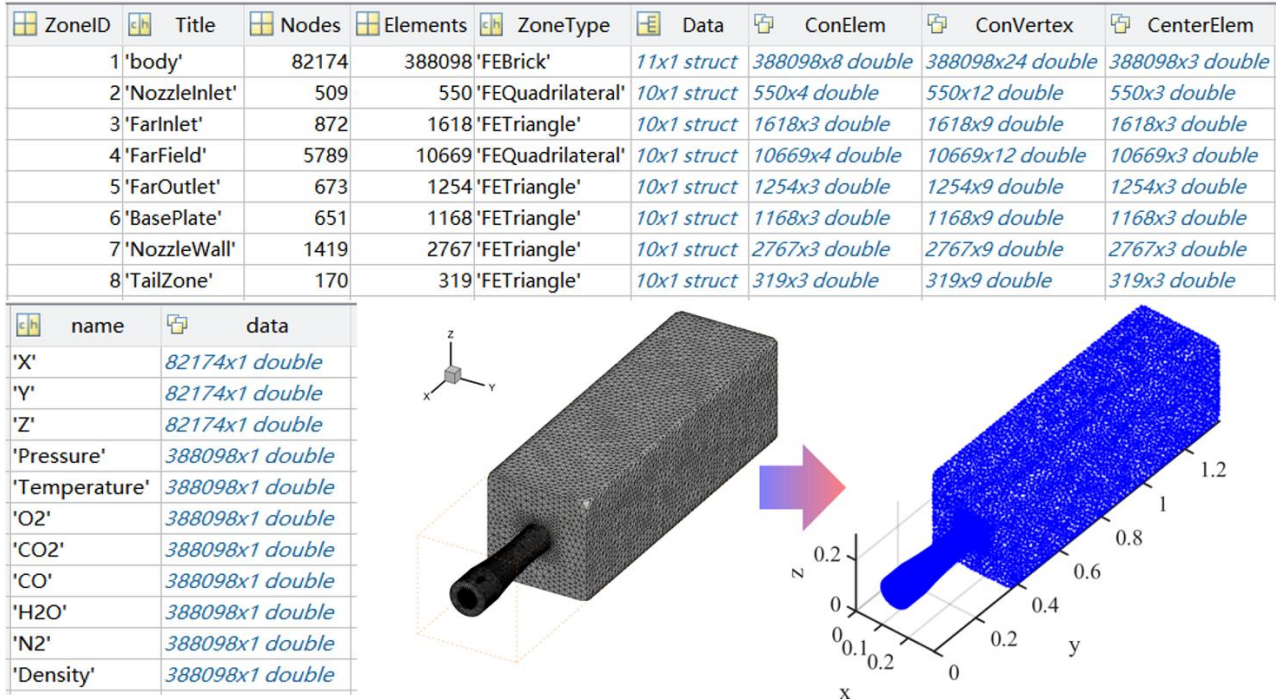 ZoneID Title Nodes Elements ZoneType Data ConElem ConVertex CenterElem
1 'body' 82174 388098 'FEBrick' 11x1 struct 388098x8 double 388098x24 double 388098x3 double
2 'NozzleInlet' 509 550 'FEQuadrilateral' 10x1 struct 550x4 double 550x12 double 550x3 double
3 'FarInlet' 872 1618 'FETriangle' 10x1 struct 1618x3 double 1618x9 double 1618x3 double
4 'FarField' 5789 10669 'FEQuadrilateral' 10x1 struct 10669x4 double 10669x12 double 10669x3 double
5 'FarOutlet' 673 1254 'FETriangle' 10x1 struct 1254x3 double 1254x9 double 1254x3 double
6 'BasePlate' 651 1168 'FETriangle' 10x1 struct 1168x3 double 1168x9 double 1168x3 double
7 'NozzleWall' 1419 2767 'FETriangle' 10x1 struct 2767x3 double 2767x9 double 2767x3 double
8 'TailZone' 170 319 'FETriangle' 10x1 struct 319x3 double 319x9 double 319x3 double
name data
'X' 82174x1 double
'Y' 82174x1 double
'Z' 82174x1 double
'Pressure' 388098x1 double
'Temperature' 388098x1 double
'O2' 388098x1 double
'CO2' 388098x1 double
'CO' 388098x1 double
'H2O' 388098x1 double
'N2' 388098x1 double
'Density' 388098x1 double
Z
X
Y
z
0.2
0
0
0.1
0.2
x
0
0.2
0.4
0.6
0.8
1
1.2
y